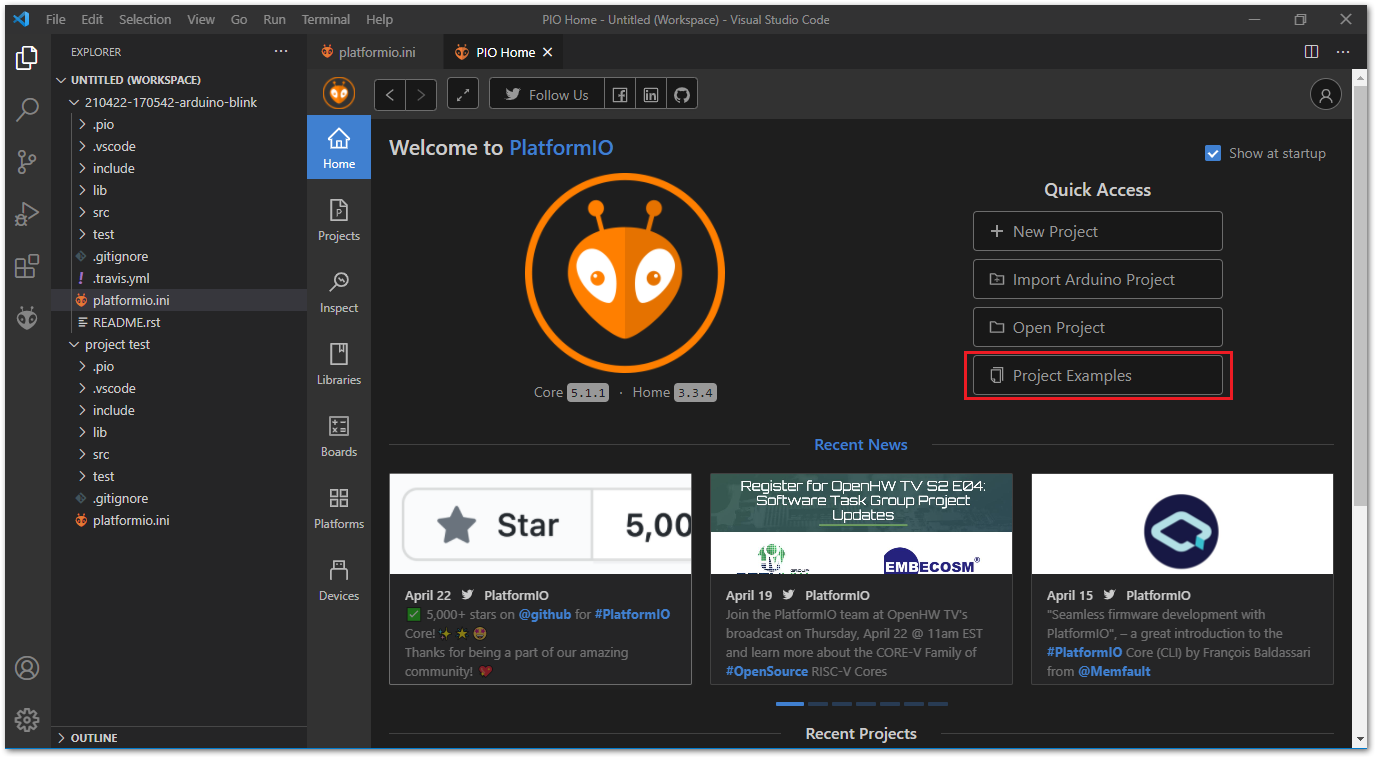 File Edit Selection View Go Run Terminal Help PIO Home - Untitled (Workspace) - Visual Studio Code
EXPLORER
UNTITLED (WORKSPACE)
210422-170542-arduino-blink
.pio
.vscode
include
lib
src
test
.gitignore
.travis.yml
platformio.ini
README.rst
project test
.pio
.vscode
include
lib
src
test
.gitignore
platformio.ini
OUTLINE
platformio.ini PIO Home
Follow Us
Home
Projects
Inspect
Libraries
Boards
Platforms
Devices
Welcome to PlatformIO
Show at startup
Core 5.1.1 · Home 3.3.4
Quick Access
New Project
Import Arduino Project
Open Project
Project Examples
Recent News
Star 5,00
April 22 PlatformIO
5,000+ stars on @github for #PlatformIO
Core!
Thanks for being a part of our amazing
community!
Register for OpenHW TV S2 E04:
Software Task Group Project
Updates
GROUP
EMBECOSM®
April 19 PlatformIO
Join the PlatformIO team at OpenHW TV's
broadcast on Thursday, April 22 @ 11am EST
and learn more about the CORE-V Family of
#OpenSource RISC-V Cores
April 15 PlatformIO
"Seamless firmware development with
PlatformIO", – a great introduction to the
#PlatformIO Core (CLI) by François Baldassari
from @Memfault
Recent Projects